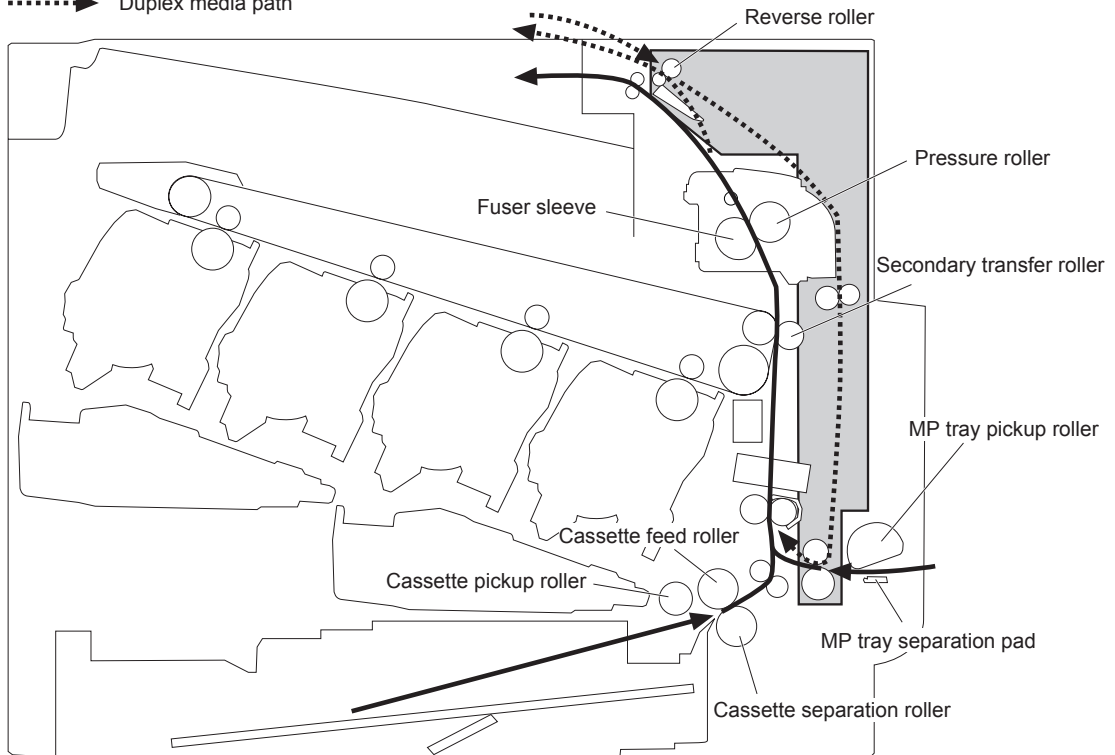 Duplex media path
Reverse roller
Pressure roller
Fuser sleeve
Secondary transfer roller
MP tray pickup roller
Cassette feed roller
Cassette pickup roller
MP tray separation pad
Cassette separation roller